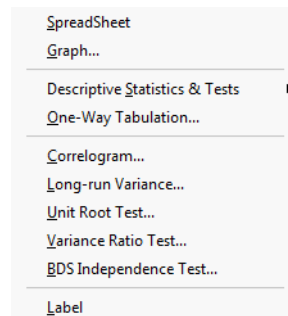 SpreadSheet
Graph...
Descriptive Statistics & Tests
One-Way Tabulation...
Correlogram...
Long-run Variance...
Unit Root Test...
Variance Ratio Test...
BDS Independence Test...
Label